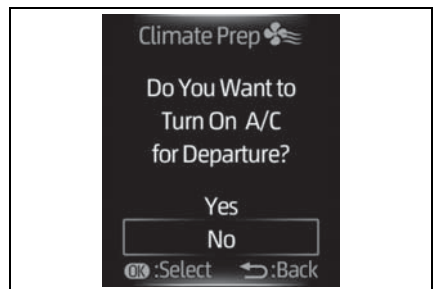 Climate Prep
Do You Want to
Turn On A/C
for Departure?
Yes
No
OK :Select :Back